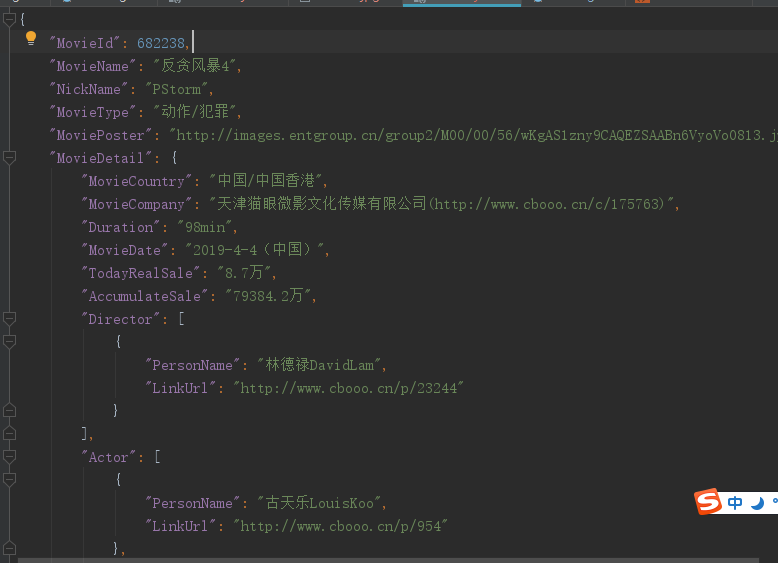 {
"MovieId": 682238,
"MovieName": "反贪风暴4",
"NickName": "PStorm",
"MovieType": "动作/犯罪",
"MoviePoster": "http://images.entgroup.cn/group2/M00/00/56/wKgAS1zny9CAQEZSAABn6VyoVo0813.j
"MovieDetail": {
"MovieCountry": "中国/中国香港",
"MovieCompany": "天津猫眼微影文化传媒有限公司(http://www.cbooo.cn/c/175763)",
"Duration": "98min",
"MovieDate": "2019-4-4（中国）",
"TodayRealSale": "8.7万",
"AccumulateSale": "79384.2万",
"Director": [
{
"PersonName": "林德禄DavidLam",
"LinkUrl": "http://www.cbooo.cn/p/23244"
}
],
"Actor": [
{
"PersonName": "古天乐LouisKoo",
"LinkUrl": "http://www.cbooo.cn/p/954"
},
中